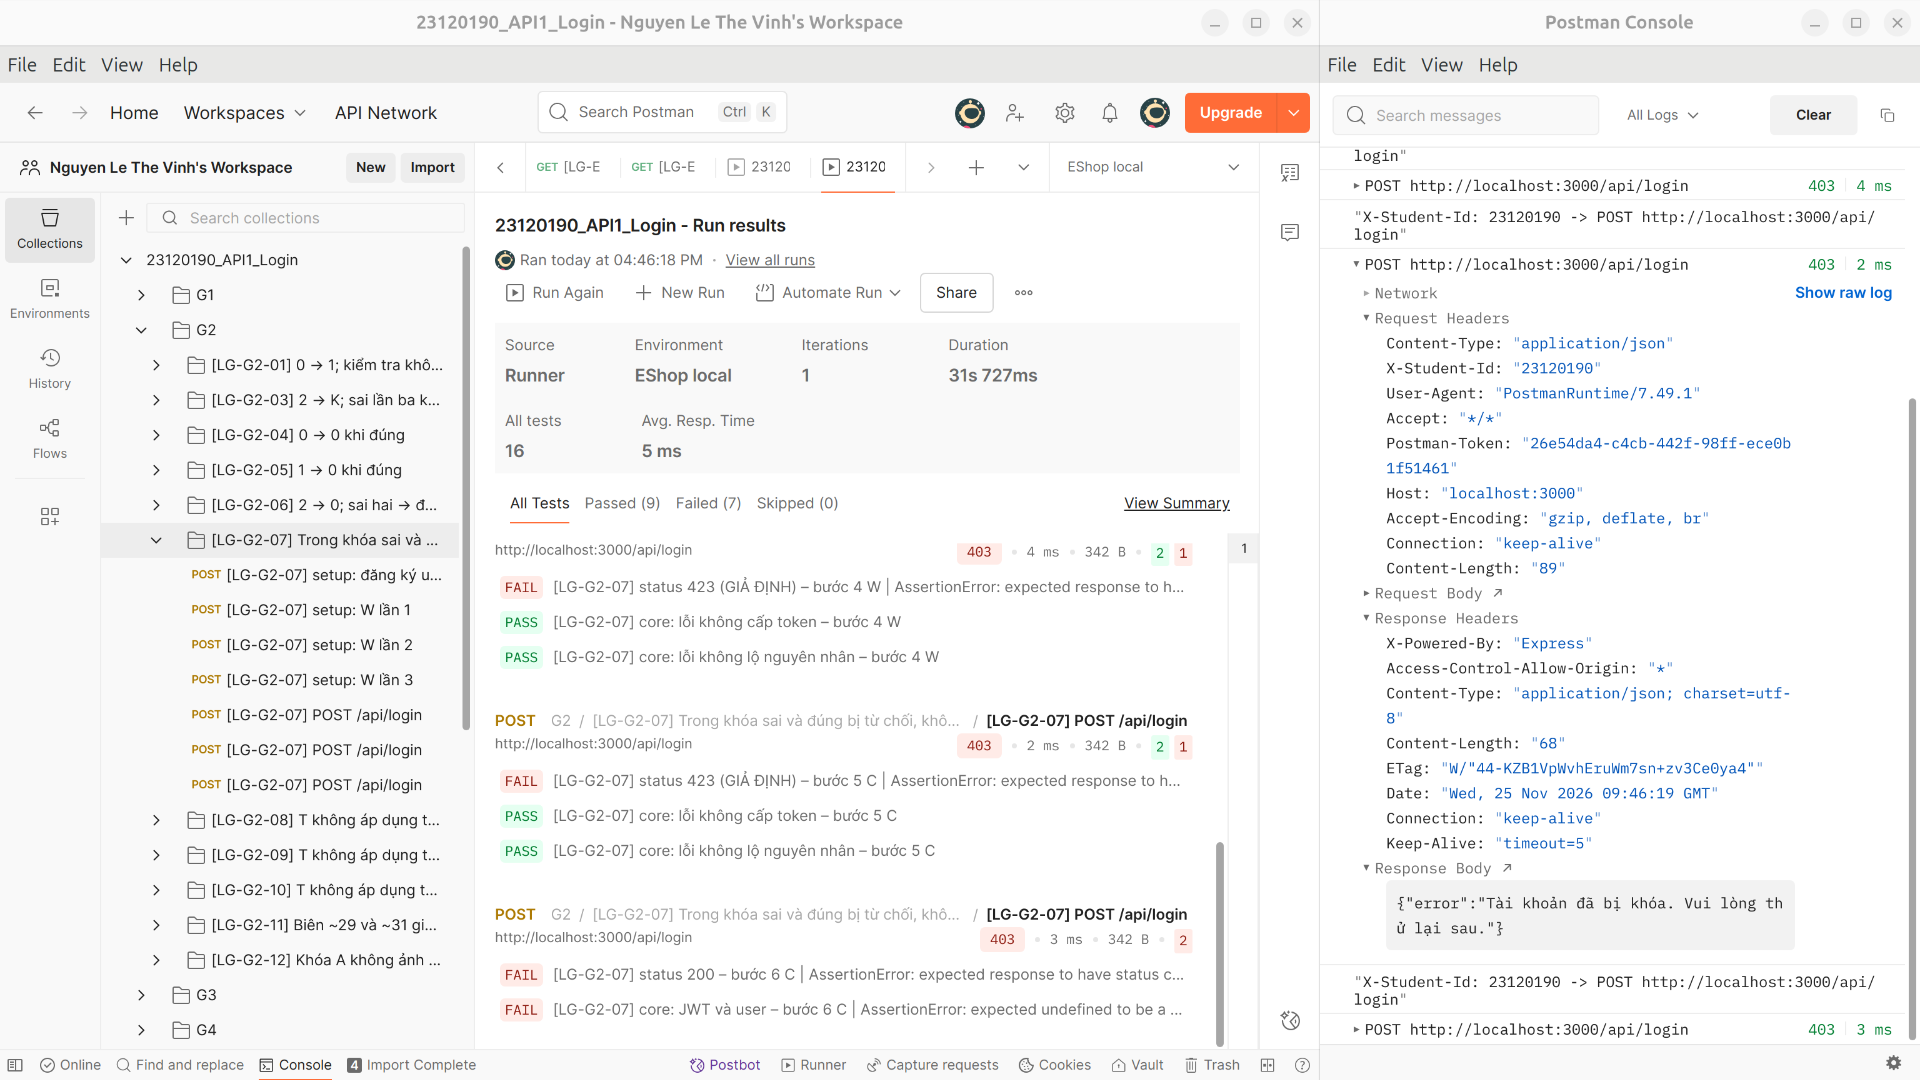 23120190_API1_Login - Nguyen Le The Vinh's Workspace
File Edit View Help
Home Workspaces API Network
Search Postman Ctrl K
Upgrade
Nguyen Le The Vinh's Workspace New Import
GET [LG-E
GET [LG-E
23120
23120
EShop local
Collections
Environments
History
Flows
Search collections
23120190_API1_Login
G1
G2
[LG-G2-01] 0 → 1; kiểm tra khô...
[LG-G2-03] 2 → K; sai lần ba k...
[LG-G2-04] 0 → 0 khi đúng
[LG-G2-05] 1 → 0 khi đúng
[LG-G2-06] 2 → 0; sai hai → đ...
[LG-G2-07] Trong khóa sai và ...
POST [LG-G2-07] setup: đăng ký u...
POST [LG-G2-07] setup: W lần 1
POST [LG-G2-07] setup: W lần 2
POST [LG-G2-07] setup: W lần 3
POST [LG-G2-07] POST /api/login
POST [LG-G2-07] POST /api/login
POST [LG-G2-07] POST /api/login
[LG-G2-08] T không áp dụng t...
[LG-G2-09] T không áp dụng t...
[LG-G2-10] T không áp dụng t...
[LG-G2-11] Biên ~29 và ~31 gi...
[LG-G2-12] Khóa A không ảnh ...
G3
G4
23120190_API1_Login - Run results
Ran today at 04:46:18 PM · View all runs
Run Again New Run Automate Run Share
Source Environment Iterations Duration
Runner EShop local 1 31s 727ms
All tests Avg. Resp. Time
16 5 ms
All Tests Passed (9) Failed (7) Skipped (0) View Summary
1
http://localhost:3000/api/login 403 • 4 ms • 342 B • 2 1
FAIL [LG-G2-07] status 423 (GIẢ ĐỊNH) – bước 4 W | AssertionError: expected response to h...
PASS [LG-G2-07] core: lỗi không cấp token – bước 4 W
PASS [LG-G2-07] core: lỗi không lộ nguyên nhân – bước 4 W
POST G2 / [LG-G2-07] Trong khóa sai và đúng bị từ chối, khô... / [LG-G2-07] POST /api/login
http://localhost:3000/api/login 403 • 2 ms • 342 B • 2 1
FAIL [LG-G2-07] status 423 (GIẢ ĐỊNH) – bước 5 C | AssertionError: expected response to h...
PASS [LG-G2-07] core: lỗi không cấp token – bước 5 C
PASS [LG-G2-07] core: lỗi không lộ nguyên nhân – bước 5 C
POST G2 / [LG-G2-07] Trong khóa sai và đúng bị từ chối, khô... / [LG-G2-07] POST /api/login
http://localhost:3000/api/login 403 • 3 ms • 342 B • 2
FAIL [LG-G2-07] status 200 – bước 6 C | AssertionError: expected response to have status c...
FAIL [LG-G2-07] core: JWT và user – bước 6 C | AssertionError: expected undefined to be a ...
Online Find and replace Console 4 Import Complete Postbot Runner Capture requests Cookies Vault Trash
Postman Console
File Edit View Help
Search messages All Logs Clear
login"
POST http://localhost:3000/api/login 403 4 ms
"X-Student-Id: 23120190 -> POST http://localhost:3000/api/
login"
POST http://localhost:3000/api/login 403 2 ms
Network Show raw log
Request Headers
Content-Type: "application/json"
X-Student-Id: "23120190"
User-Agent: "PostmanRuntime/7.49.1"
Accept: "*/*"
Postman-Token: "26e54da4-c4cb-442f-98ff-ece0b
1f51461"
Host: "localhost:3000"
Accept-Encoding: "gzip, deflate, br"
Connection: "keep-alive"
Content-Length: "89"
Request Body ↗
Response Headers
X-Powered-By: "Express"
Access-Control-Allow-Origin: "*"
Content-Type: "application/json; charset=utf-
8"
Content-Length: "68"
ETag: "W/"44-KZB1VpWvhEruWm7sn+zv3Ce0ya4""
Date: "Wed, 25 Nov 2026 09:46:19 GMT"
Connection: "keep-alive"
Keep-Alive: "timeout=5"
Response Body ↗
{"error":"Tài khoản đã bị khóa. Vui lòng th
ử lại sau."}
"X-Student-Id: 23120190 -> POST http://localhost:3000/api/
login"
POST http://localhost:3000/api/login 403 3 ms